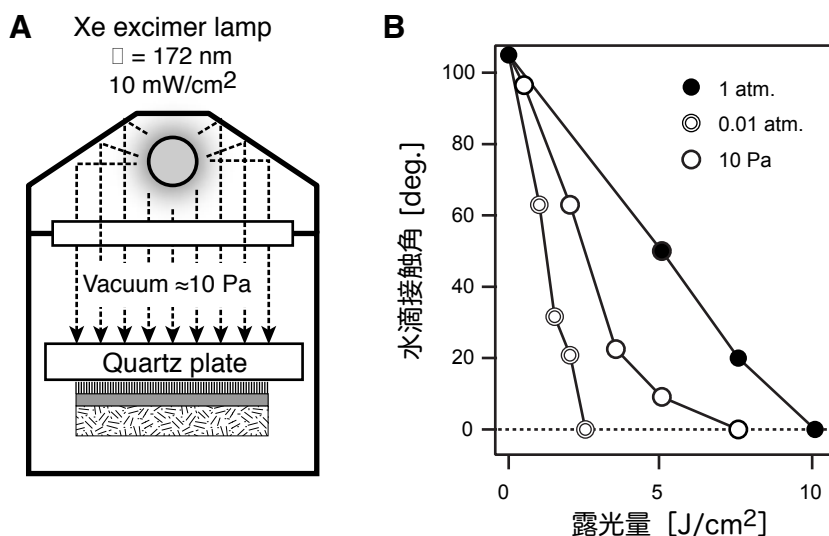 A
Xe excimer lamp
▯ = 172 nm
10 mW/cm²
Vacuum ≈10 Pa
Quartz plate
B
水滴接触角 [deg.]
100
80
60
40
20
0
1 atm.
0.01 atm.
10 Pa
0 5 10
露光量 [J/cm²]